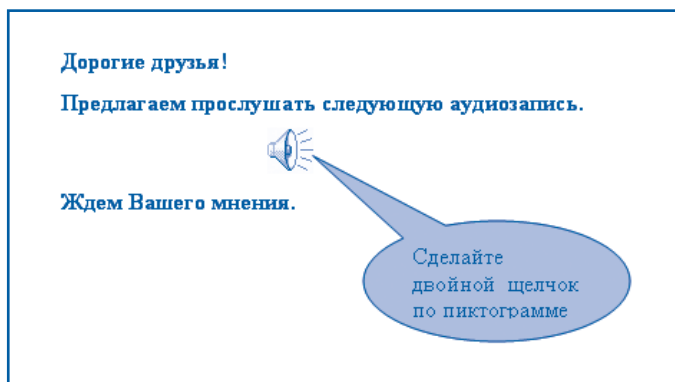 Дорогие друзья!
Предлагаем прослушать следующую аудиозапись.
Ждем Вашего мнения.
Сделайте
двойной щелчок
по пиктограмме